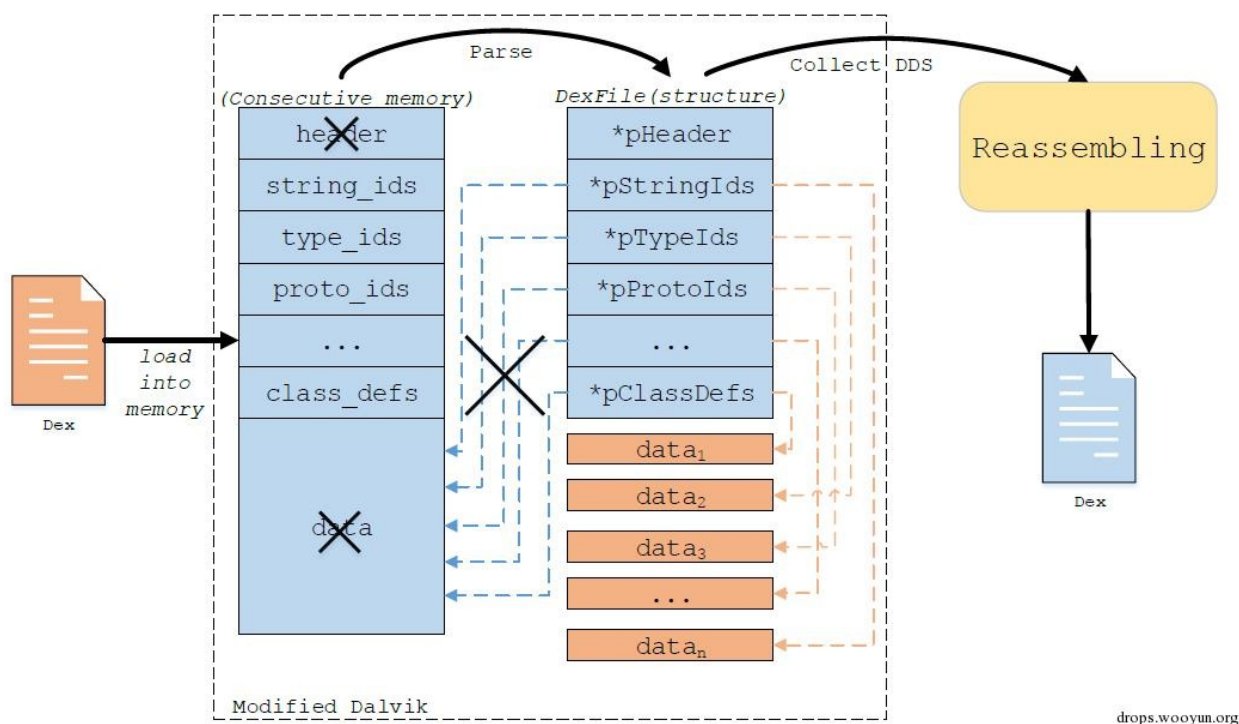 Parse
Collect DDS
(Consecutive memory)
DexFile(structure)
header
string_ids
type_ids
proto_ids
...
class_defs
data
*pHeader
*pStringIds
*pTypeIds
*pProtoIds
...
*pClassDefs
data1
data2
data3
...
datan
Reassembling
load
into
memory
Dex
Dex
Modified Dalvik
drops.wooyun.org